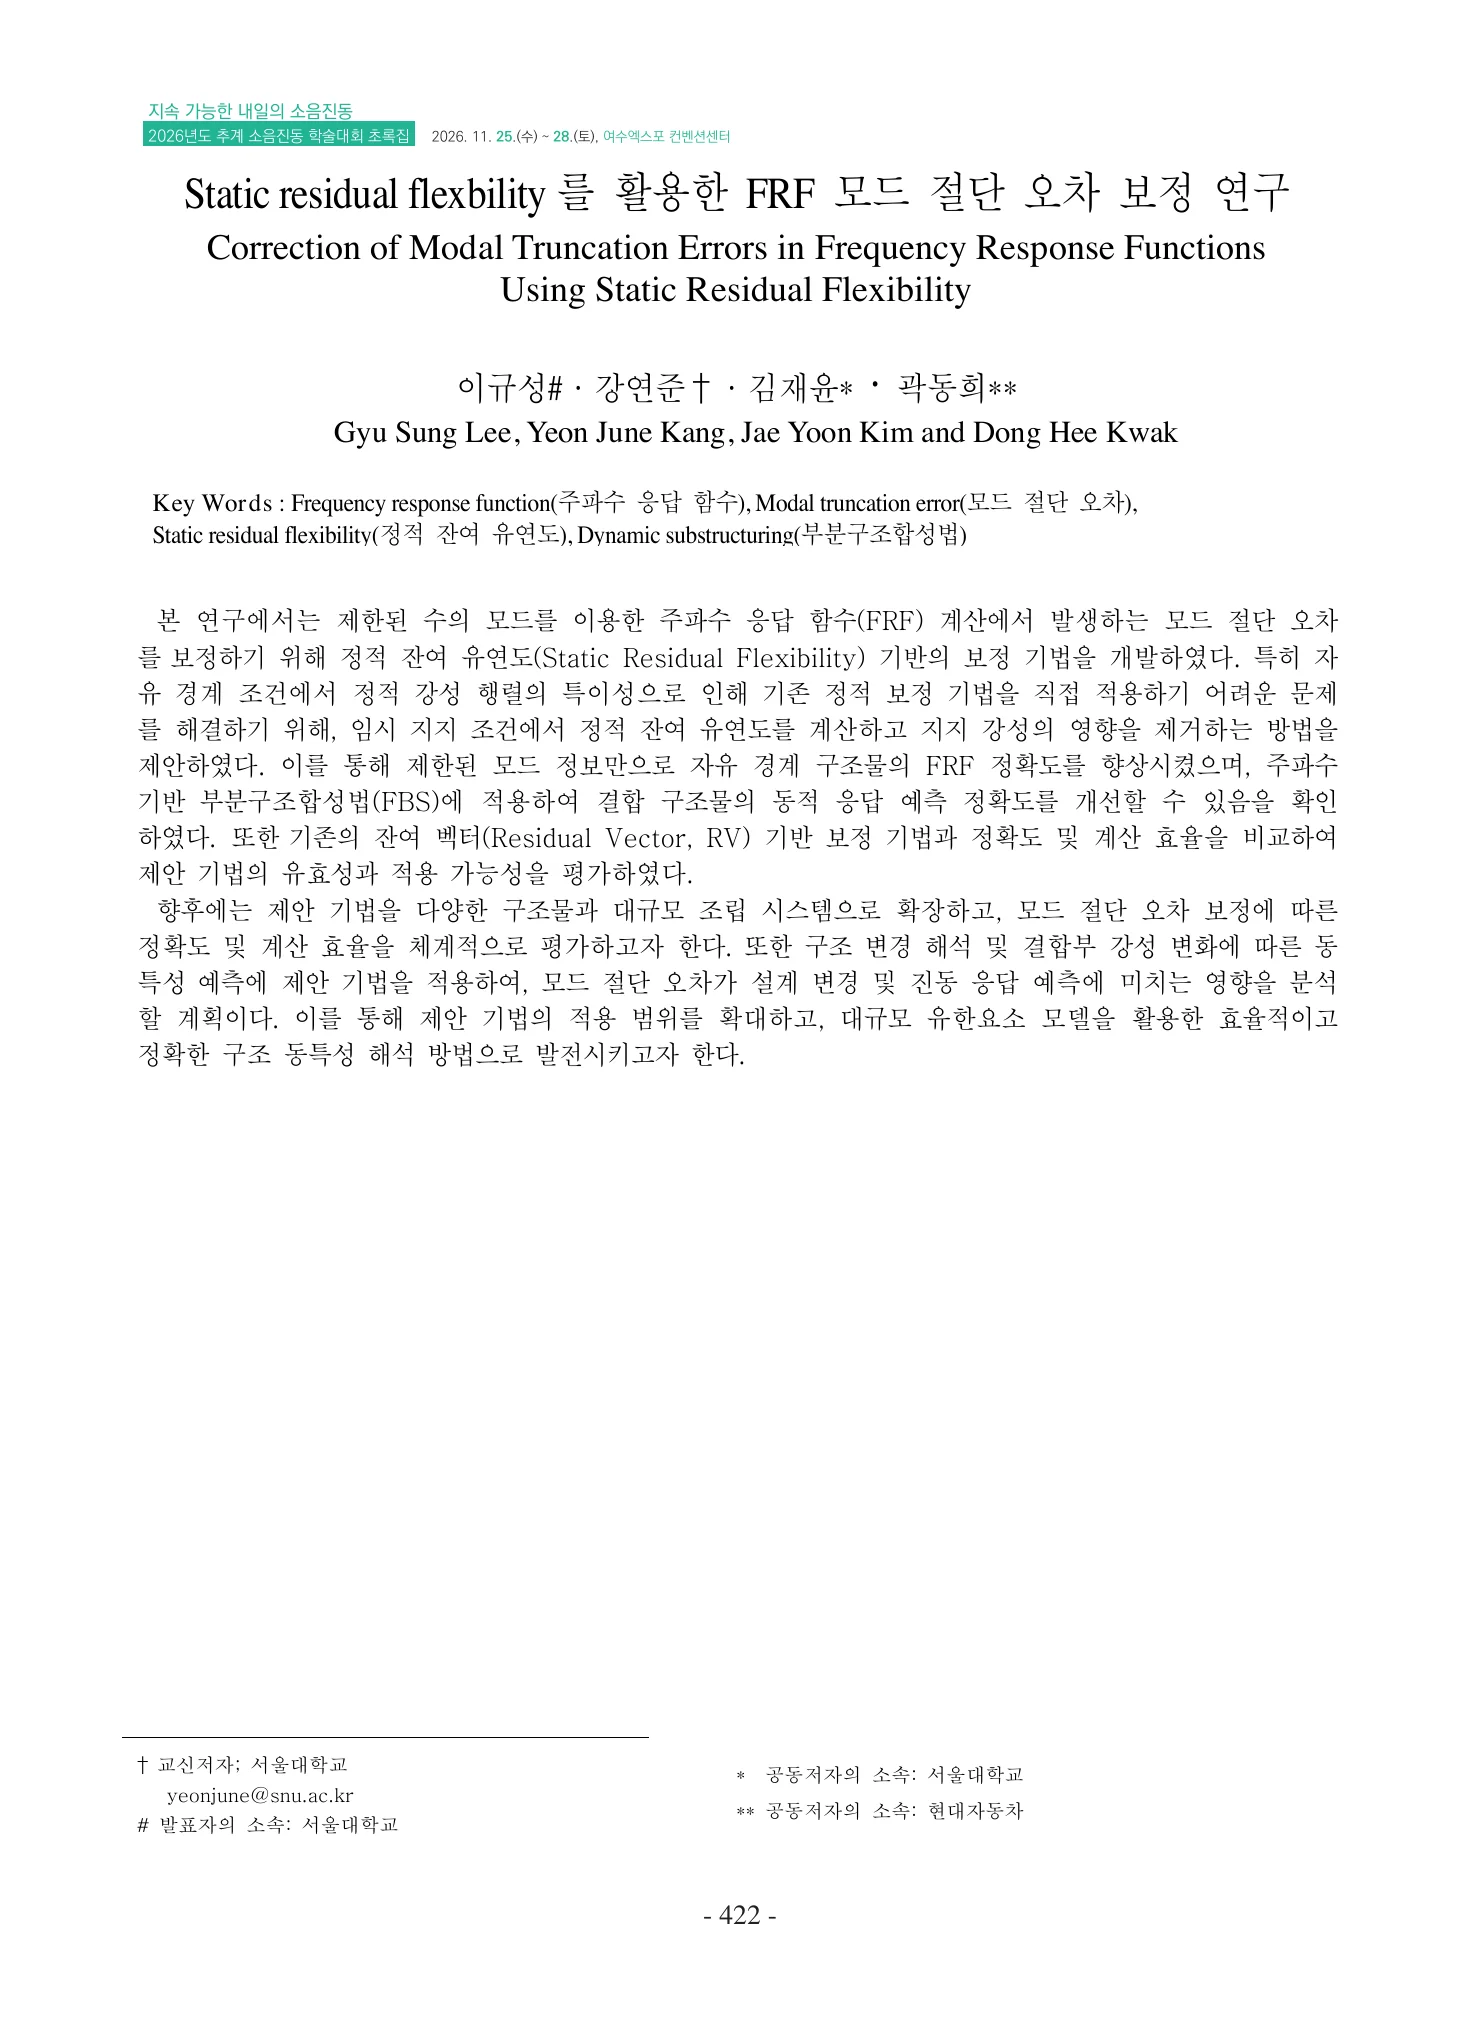 지속 가능한 내일의 소음진동
2026년도 추계 소음진동 학술대회 초록집 2026. 11. 25.(수) ~ 28.(토), 여수엑스포 컨벤션센터
Static residual flexbility 를 활용한 FRF 모드 절단 오차 보정 연구
Correction of Modal Truncation Errors in Frequency Response Functions
Using Static Residual Flexibility
이규성# · 강연준† · 김재윤* · 곽동희**
Gyu Sung Lee, Yeon June Kang, Jae Yoon Kim and Dong Hee Kwak
Key Words : Frequency response function(주파수 응답 함수), Modal truncation error(모드 절단 오차),
Static residual flexibility(정적 잔여 유연도), Dynamic substructuring(부분구조합성법)
본 연구에서는 제한된 수의 모드를 이용한 주파수 응답 함수(FRF) 계산에서 발생하는 모드 절단 오차
를 보정하기 위해 정적 잔여 유연도(Static Residual Flexibility) 기반의 보정 기법을 개발하였다. 특히 자
유 경계 조건에서 정적 강성 행렬의 특이성으로 인해 기존 정적 보정 기법을 직접 적용하기 어려운 문제
를 해결하기 위해, 임시 지지 조건에서 정적 잔여 유연도를 계산하고 지지 강성의 영향을 제거하는 방법을
제안하였다. 이를 통해 제한된 모드 정보만으로 자유 경계 구조물의 FRF 정확도를 향상시켰으며, 주파수
기반 부분구조합성법(FBS)에 적용하여 결합 구조물의 동적 응답 예측 정확도를 개선할 수 있음을 확인
하였다. 또한 기존의 잔여 벡터(Residual Vector, RV) 기반 보정 기법과 정확도 및 계산 효율을 비교하여
제안 기법의 유효성과 적용 가능성을 평가하였다.
향후에는 제안 기법을 다양한 구조물과 대규모 조립 시스템으로 확장하고, 모드 절단 오차 보정에 따른
정확도 및 계산 효율을 체계적으로 평가하고자 한다. 또한 구조 변경 해석 및 결합부 강성 변화에 따른 동
특성 예측에 제안 기법을 적용하여, 모드 절단 오차가 설계 변경 및 진동 응답 예측에 미치는 영향을 분석
할 계획이다. 이를 통해 제안 기법의 적용 범위를 확대하고, 대규모 유한요소 모델을 활용한 효율적이고
정확한 구조 동특성 해석 방법으로 발전시키고자 한다.
† 교신저자; 서울대학교
yeonjune@snu.ac.kr
# 발표자의 소속: 서울대학교
* 공동저자의 소속: 서울대학교
** 공동저자의 소속: 현대자동차
- 422 -